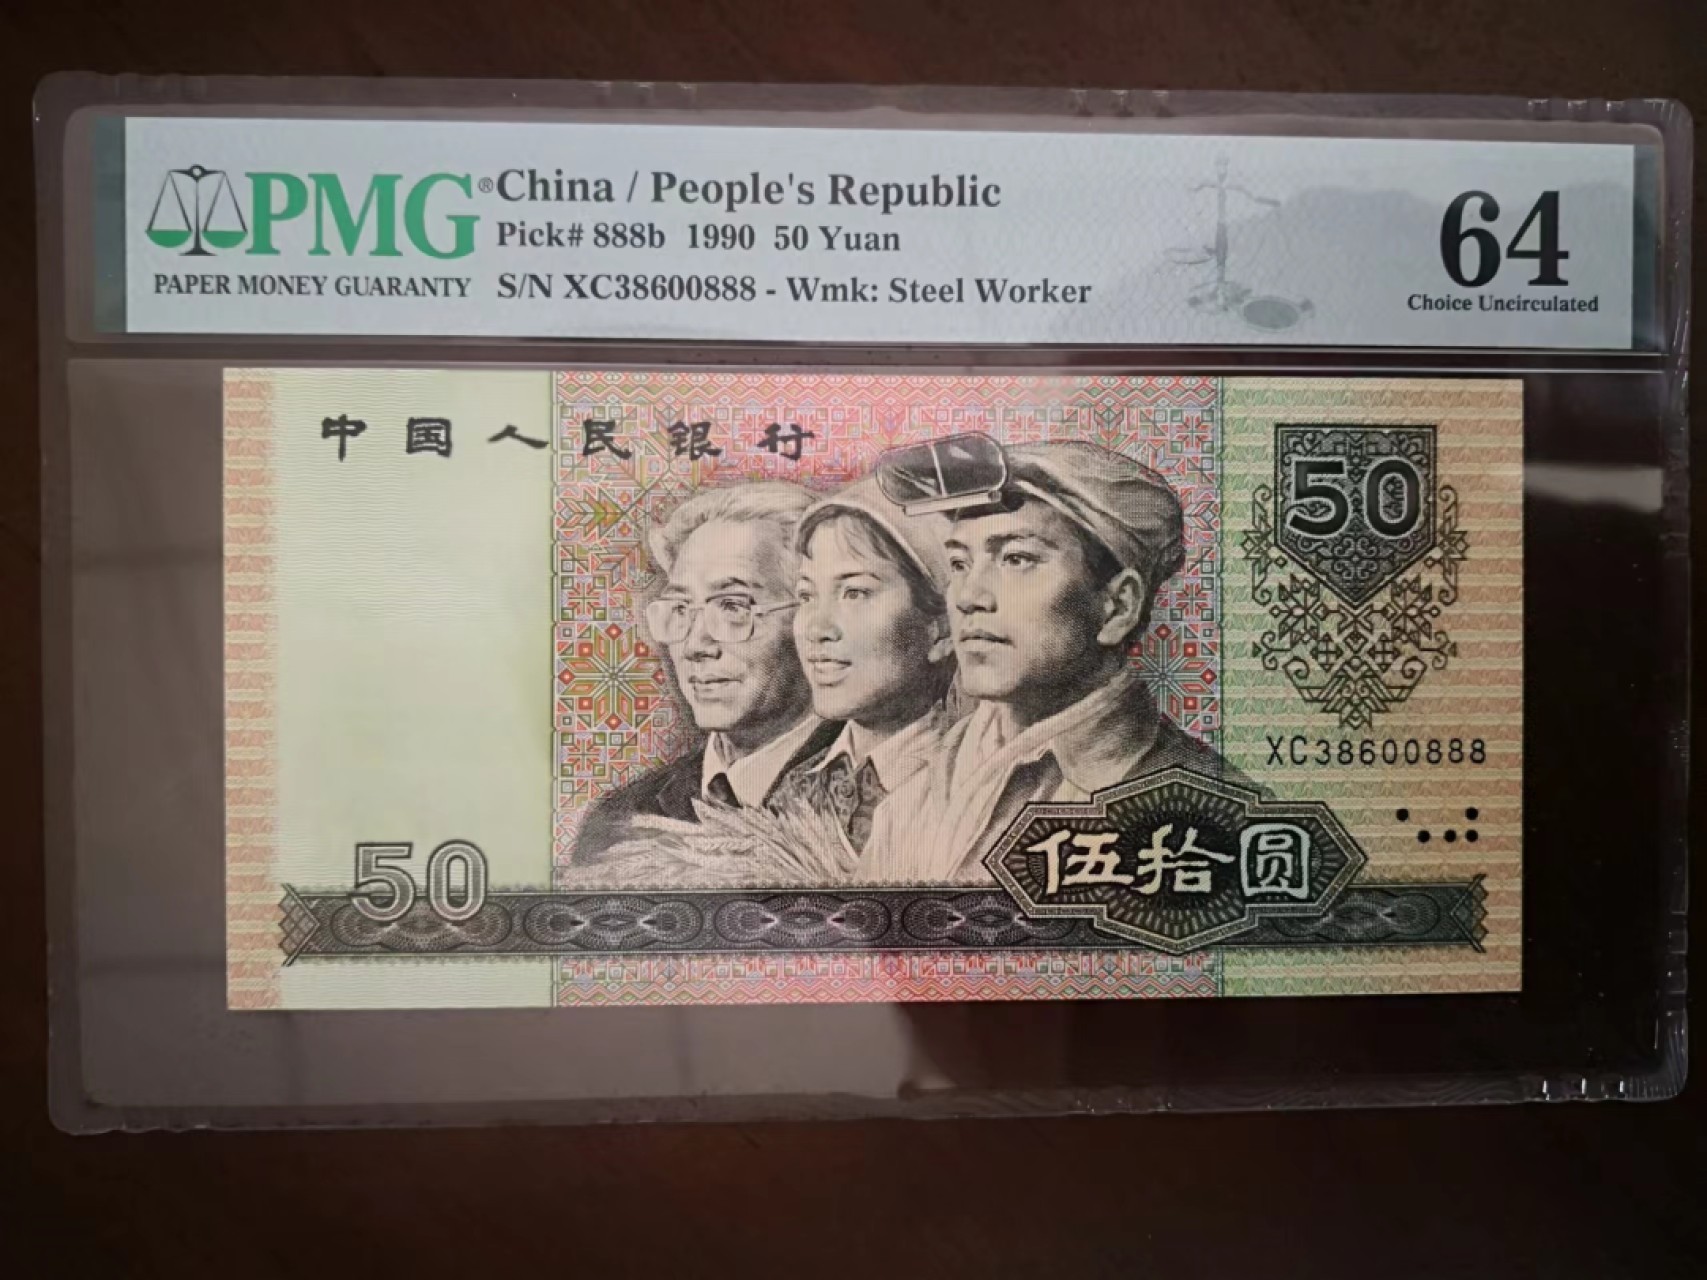 PMG®
PAPER MONEY GUARANTY
China / People's Republic
Pick# 888b 1990 50 Yuan
S/N XC38600888 - Wmk: Steel Worker
64
Choice Uncirculated
中国人民银行
50
XC38600888
50
伍拾圆